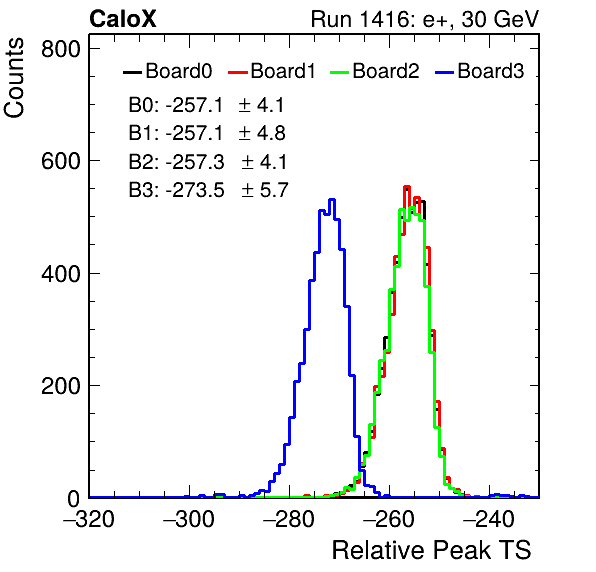 CaloX Run 1416: e+, 30 GeV
Counts
800
600
400
200
0
Board0 Board1 Board2 Board3
B0: -257.1 ± 4.1
B1: -257.1 ± 4.8
B2: -257.3 ± 4.1
B3: -273.5 ± 5.7
−320 −300 −280 −260 −240
Relative Peak TS